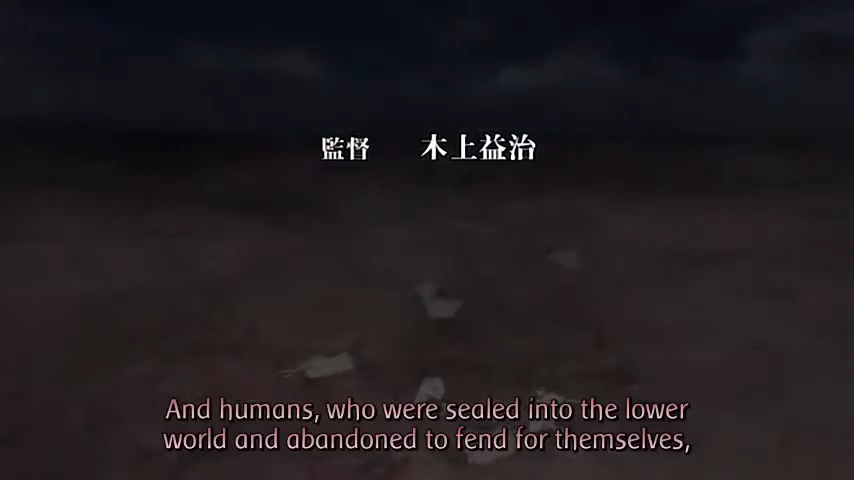 監督 木上益治
And humans, who were sealed into the lower
world and abandoned to fend for themselves,